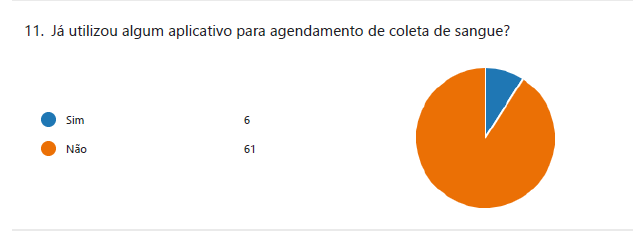 11. Já utilizou algum aplicativo para agendamento de coleta de sangue?
Sim 6
Não 61